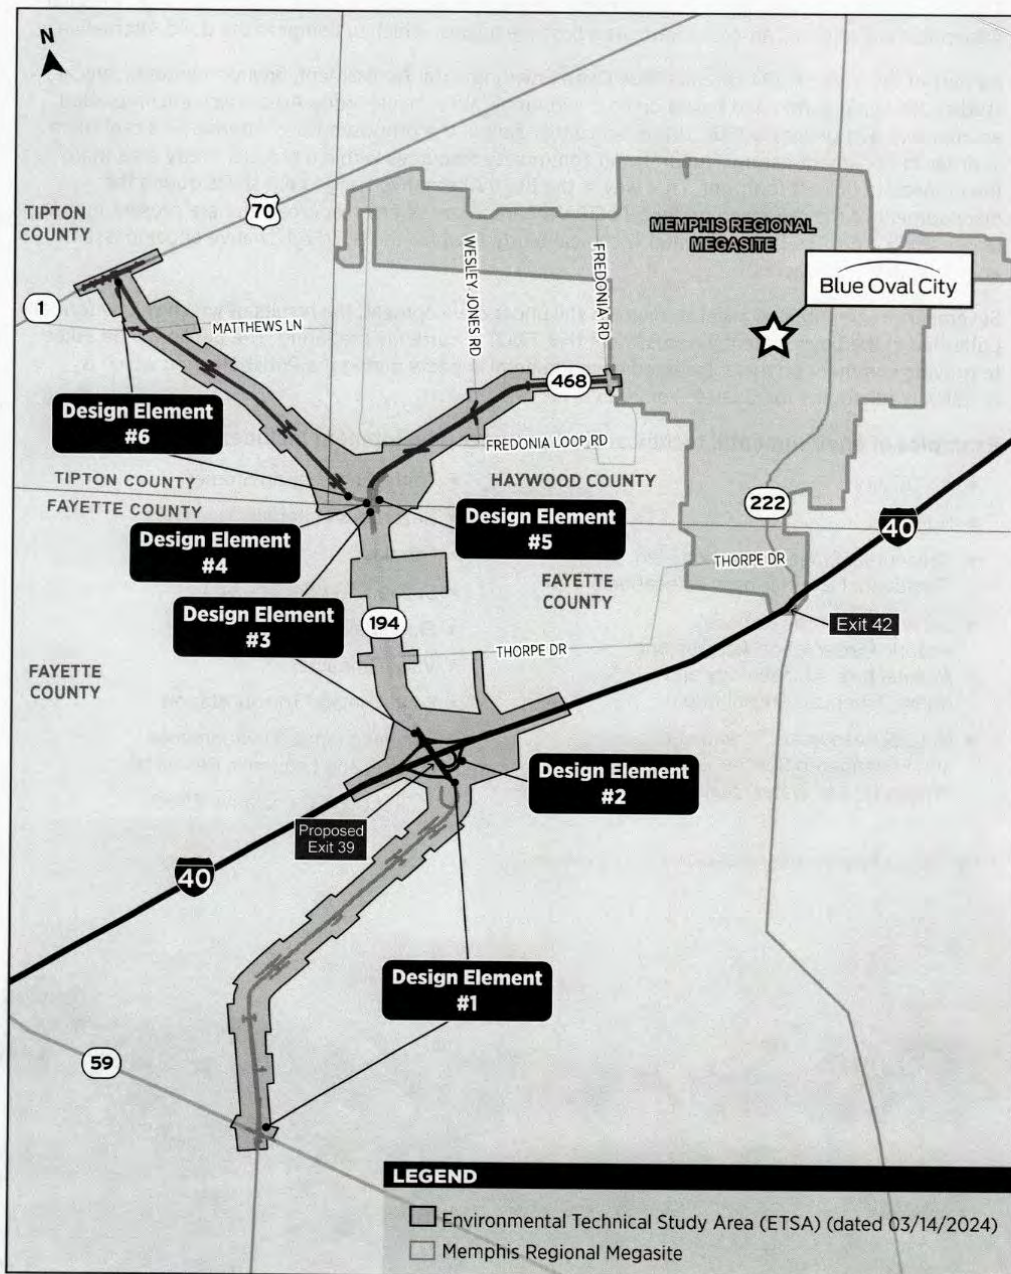 N
TIPTON
COUNTY
70
MEMPHIS REGIONAL
MEGASITE
WESLEY JONES RD
FREDONIA RD
Blue Oval City
1
MATTHEWS LN
468
Design Element
#6
FREDONIA LOOP RD
TIPTON COUNTY
HAYWOOD COUNTY
FAYETTE COUNTY
222
40
Design Element
#4
Design Element
#5
THORPE DR
FAYETTE
COUNTY
Design Element
#3
194
Exit 42
THORPE DR
FAYETTE
COUNTY
Design Element
#2
Proposed
Exit 39
40
Design Element
#1
59
LEGEND
Environmental Technical Study Area (ETSA) (dated 03/14/2024)
Memphis Regional Megasite